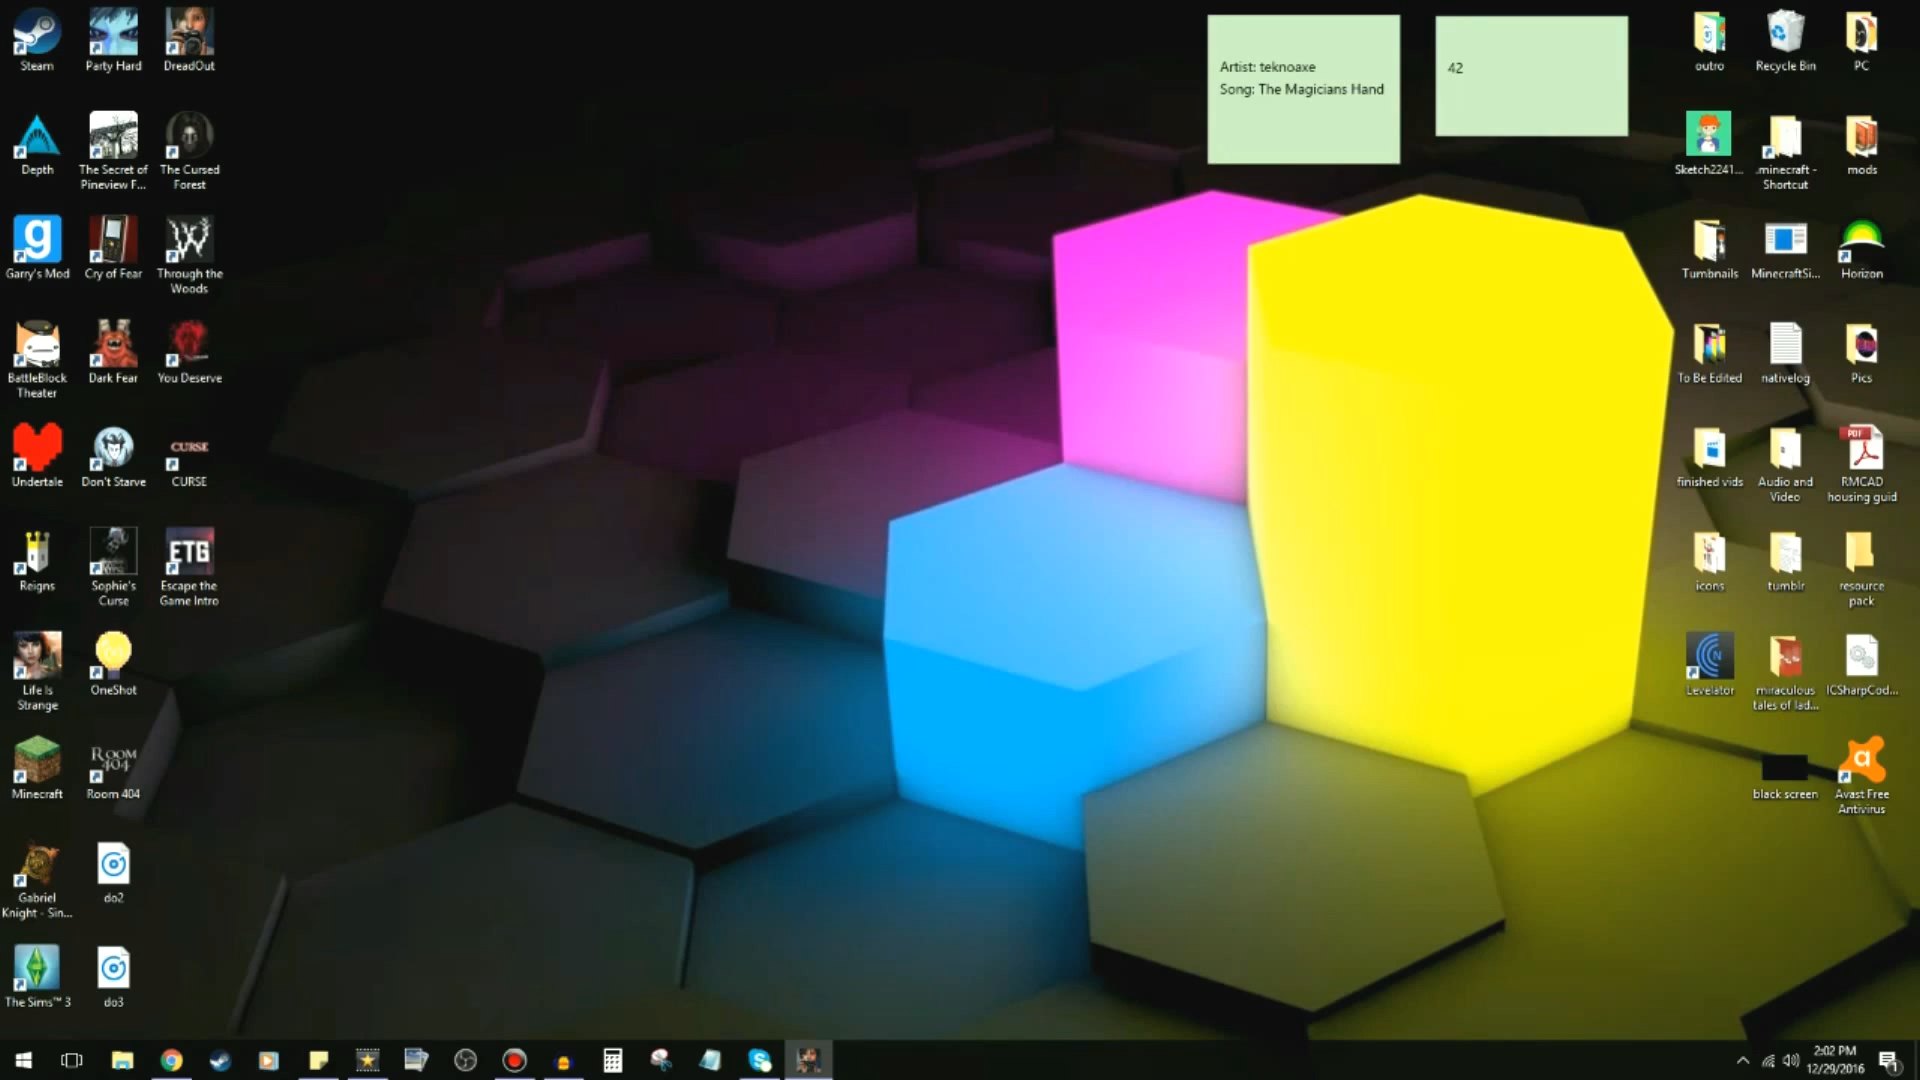 Steam
Party Hard
DreadOut
Depth
The Secret of
Pineview F...
The Cursed
Forest
Garry's Mod
Cry of Fear
Through the
Woods
BattleBlock
Theater
Dark Fear
You Deserve
Undertale
Don't Starve
CURSE
CURSE
Reigns
Sophie's
Curse
ETG
Escape the
Game Intro
Life Is
Strange
OneShot
Minecraft
ROOM
404
Room 404
Gabriel
Knight - Sin...
do2
The Sims™ 3
do3
Artist: teknoaxe
Song: The Magicians Hand
42
outro
Recycle Bin
PC
Sketch2241...
.minecraft -
Shortcut
mods
Tumbnails
MinecraftSi...
Horizon
To Be Edited
nativelog
Pics
finished vids
Audio and
Video
PDF
RMCAD
housing guid
icons
tumblr
resource
pack
N
Levelator
miraculous
tales of lad...
ICSharpCod...
black screen
Avast Free
Antivirus
2:02 PM
12/29/2016
1